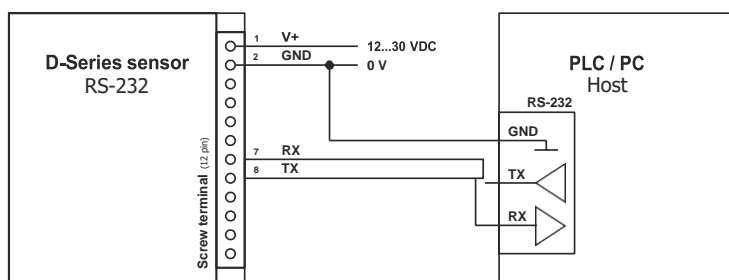 D-Series sensor
RS-232
Screw terminal (12 pin)
1 V+ 12...30 VDC
2 GND 0 V
7 RX
8 TX
PLC / PC
Host
RS-232
GND
TX
RX